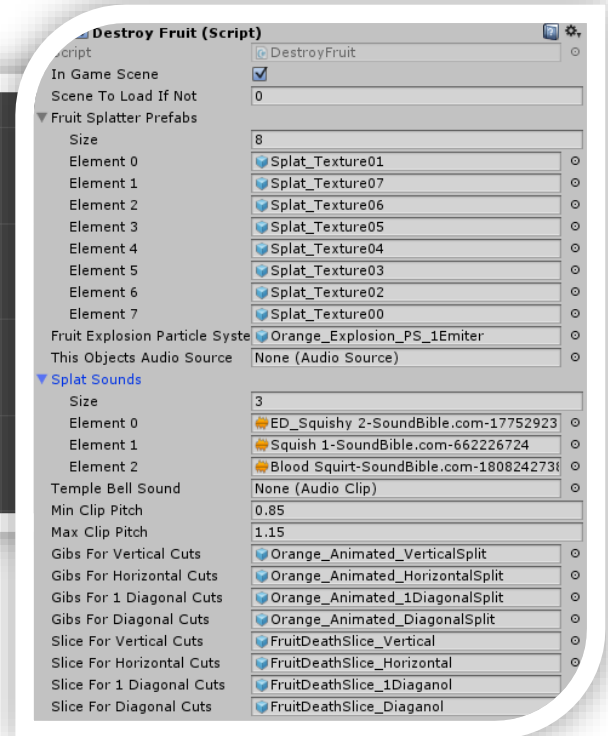 Destroy Fruit (Script)
Script DestroyFruit
In Game Scene
Scene To Load If Not 0
Fruit Splatter Prefabs
Size 8
Element 0 Splat_Texture01
Element 1 Splat_Texture07
Element 2 Splat_Texture06
Element 3 Splat_Texture05
Element 4 Splat_Texture04
Element 5 Splat_Texture03
Element 6 Splat_Texture02
Element 7 Splat_Texture00
Fruit Explosion Particle Syste Orange_Explosion_PS_1Emiter
This Objects Audio Source None (Audio Source)
Splat Sounds
Size 3
Element 0 ED_Squishy 2-SoundBible.com-17752923
Element 1 Squish 1-SoundBible.com-662226724
Element 2 Blood Squirt-SoundBible.com-1808242738
Temple Bell Sound None (Audio Clip)
Min Clip Pitch 0.85
Max Clip Pitch 1.15
Gibs For Vertical Cuts Orange_Animated_VerticalSplit
Gibs For Horizontal Cuts Orange_Animated_HorizontalSplit
Gibs For 1 Diagonal Cuts Orange_Animated_1DiagonalSplit
Gibs For Diagonal Cuts Orange_Animated_DiagonalSplit
Slice For Vertical Cuts FruitDeathSlice_Vertical
Slice For Horizontal Cuts FruitDeathSlice_Horizontal
Slice For 1 Diagonal Cuts FruitDeathSlice_1Diaganol
Slice For Diagonal Cuts FruitDeathSlice_Diaganol